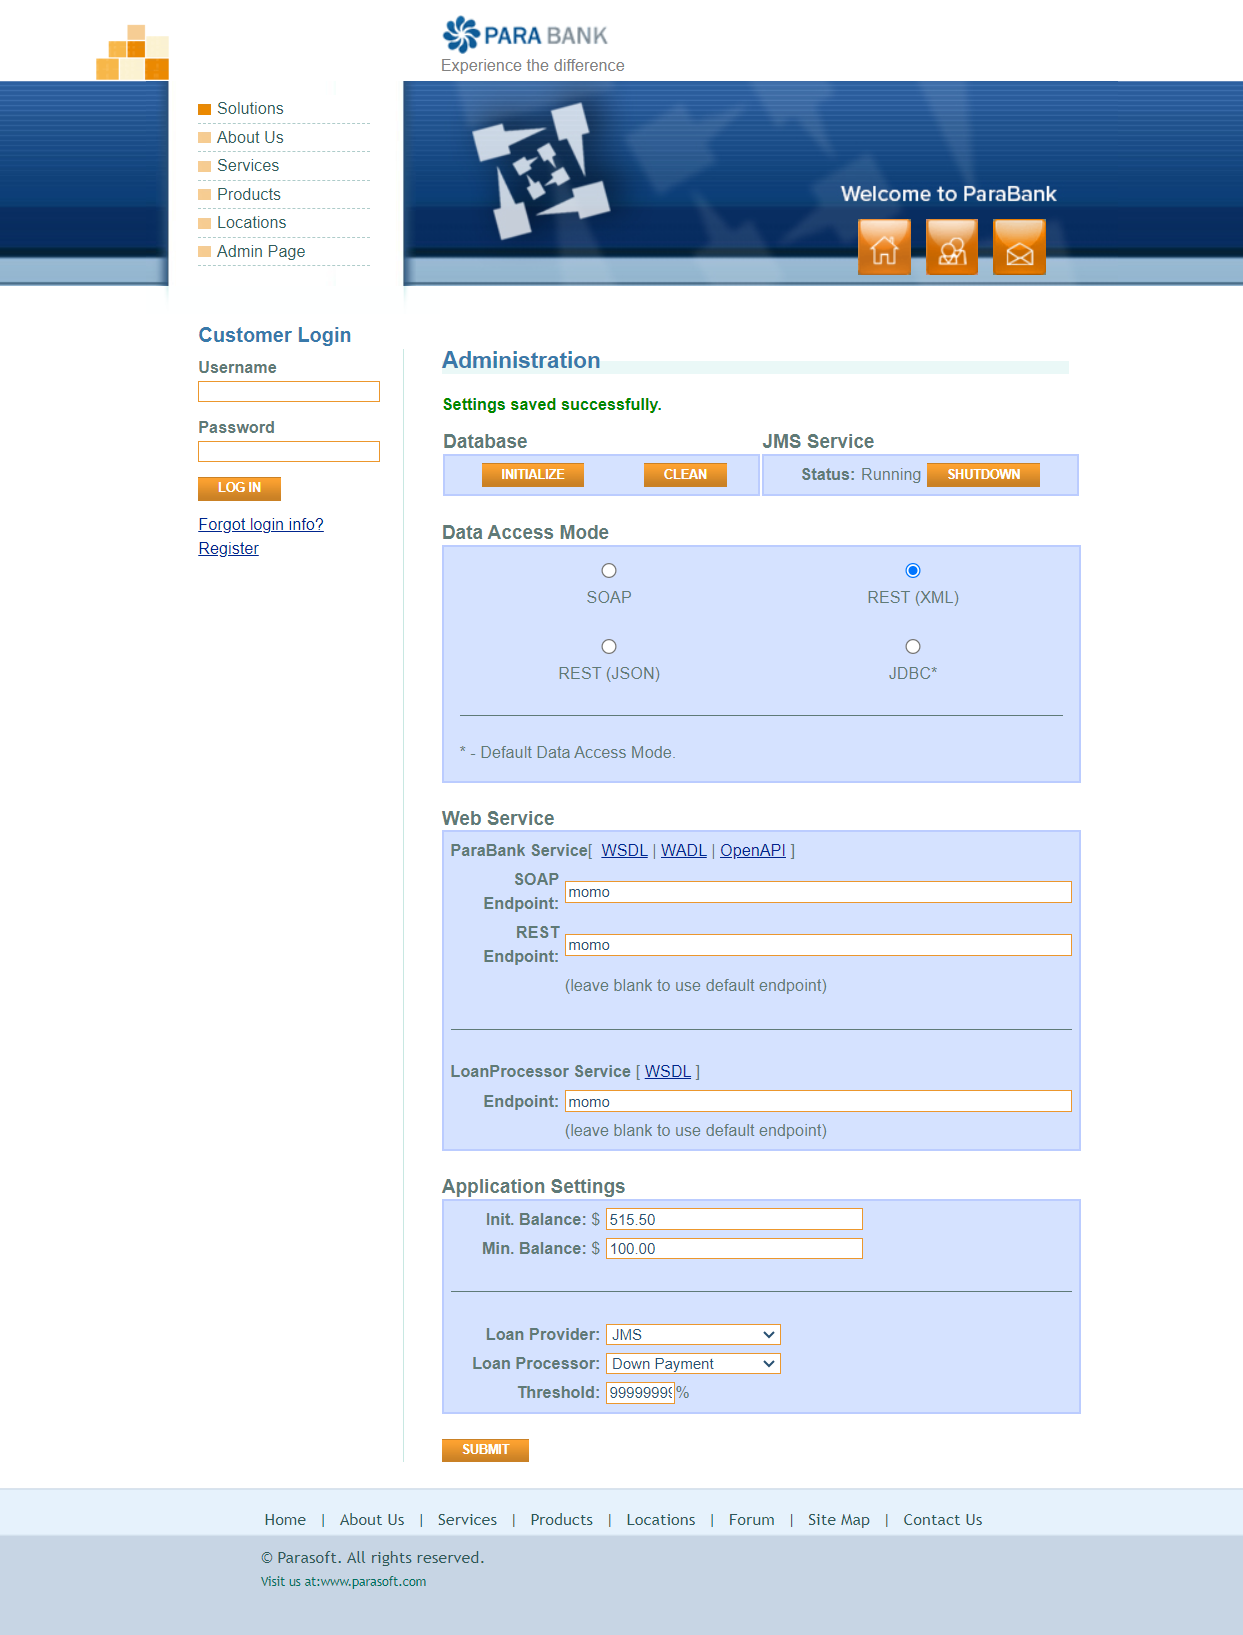 PARA BANK
Experience the difference
Solutions
About Us
Services
Products
Locations
Admin Page
Welcome to ParaBank
Customer Login
Username
Password
LOG IN
Forgot login info?
Register
Administration
Settings saved successfully.
Database JMS Service
INITIALIZE CLEAN Status: Running SHUTDOWN
Data Access Mode
SOAP REST (XML)
REST (JSON) JDBC*
* - Default Data Access Mode.
Web Service
ParaBank Service[ WSDL | WADL | OpenAPI ]
SOAP
Endpoint: momo
REST
Endpoint: momo
(leave blank to use default endpoint)
LoanProcessor Service [ WSDL ]
Endpoint: momo
(leave blank to use default endpoint)
Application Settings
Init. Balance: $ 515.50
Min. Balance: $ 100.00
Loan Provider: JMS
Loan Processor: Down Payment
Threshold: 99999999%
SUBMIT
Home | About Us | Services | Products | Locations | Forum | Site Map | Contact Us
© Parasoft. All rights reserved.
Visit us at:www.parasoft.com